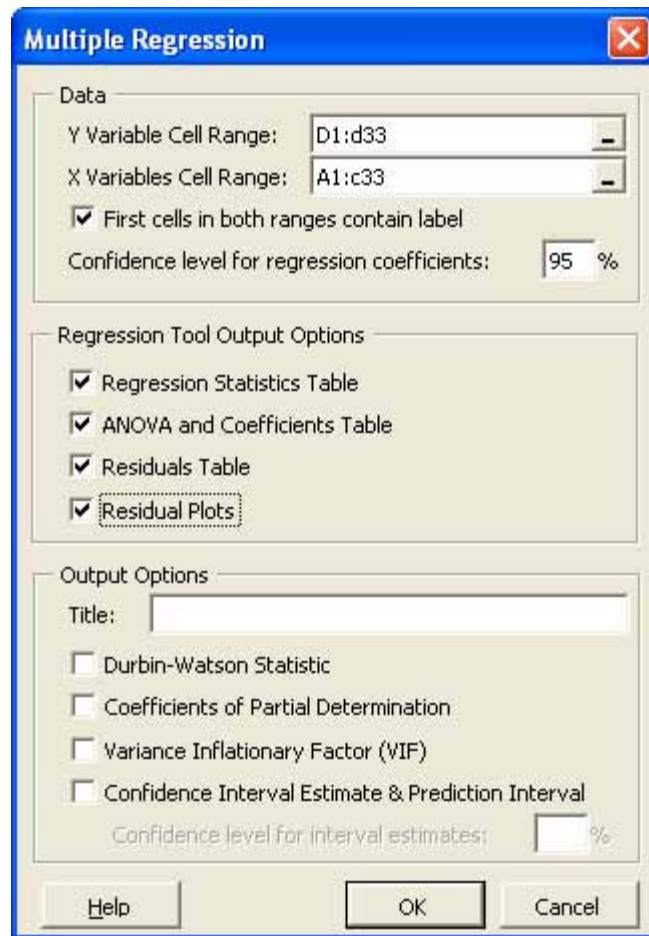 Multiple Regression
Data
Y Variable Cell Range: D1:d33
X Variables Cell Range: A1:c33
First cells in both ranges contain label
Confidence level for regression coefficients: 95 %
Regression Tool Output Options
Regression Statistics Table
ANOVA and Coefficients Table
Residuals Table
Residual Plots
Output Options
Title:
Durbin-Watson Statistic
Coefficients of Partial Determination
Variance Inflationary Factor (VIF)
Confidence Interval Estimate & Prediction Interval
Confidence level for interval estimates: %
Help OK Cancel